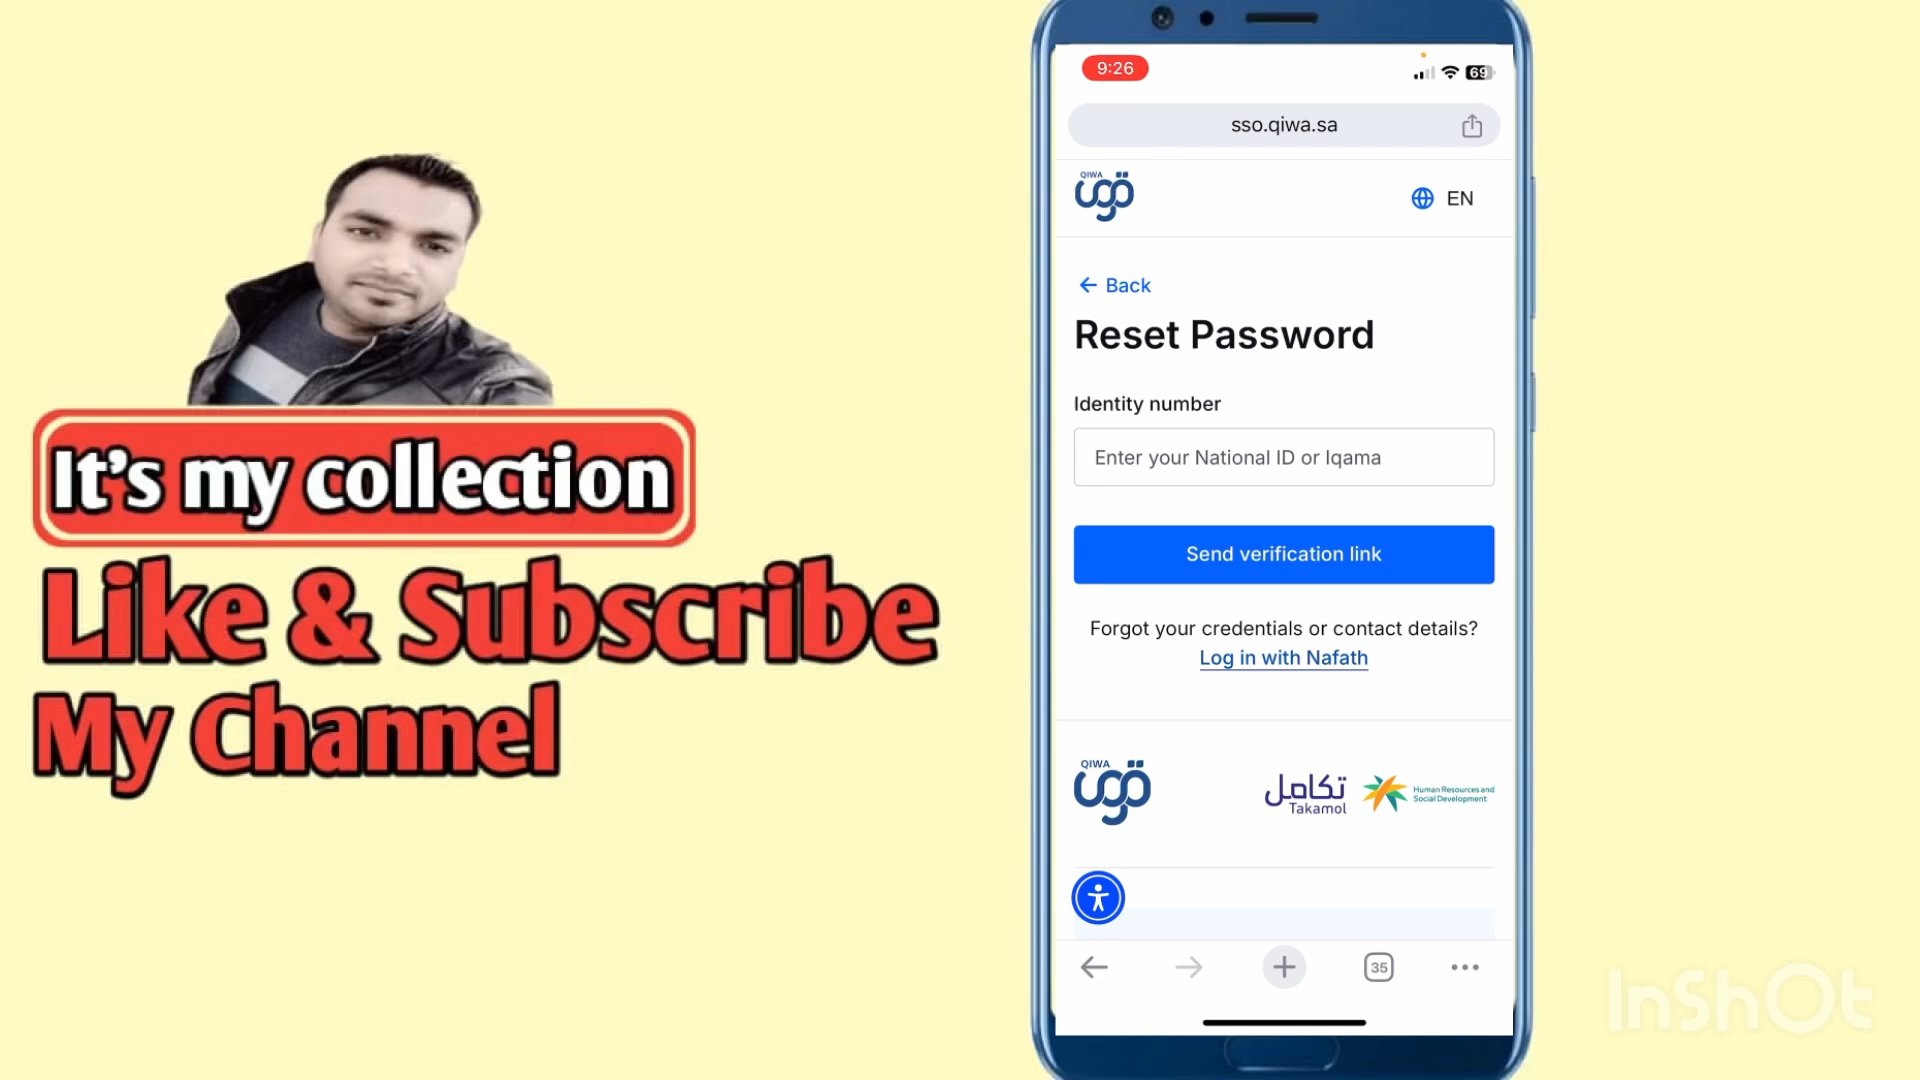 It's my collection
Like & Subscribe
My Channel
9:26
69
sso.qiwa.sa
QIWA
قوى
EN
Back
Reset Password
Identity number
Enter your National ID or Iqama
Send verification link
Forgot your credentials or contact details?
Log in with Nafath
QIWA
قوى
تكامل
Takamol
Human Resources and
Social Development
35
InShOt